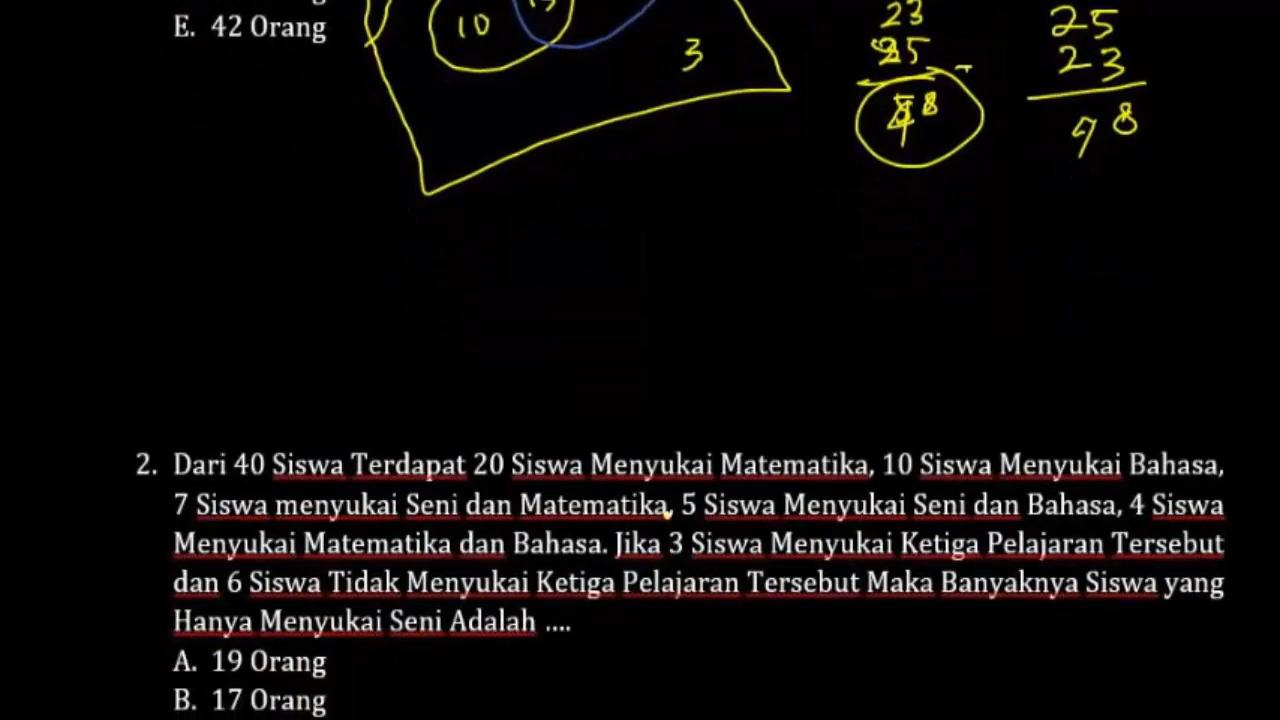 E. 42 Orang
10
3
23
25
48
25
23
48
2. Dari 40 Siswa Terdapat 20 Siswa Menyukai Matematika, 10 Siswa Menyukai Bahasa,
7 Siswa menyukai Seni dan Matematika, 5 Siswa Menyukai Seni dan Bahasa, 4 Siswa
Menyukai Matematika dan Bahasa. Jika 3 Siswa Menyukai Ketiga Pelajaran Tersebut
dan 6 Siswa Tidak Menyukai Ketiga Pelajaran Tersebut Maka Banyaknya Siswa yang
Hanya Menyukai Seni Adalah ....
A. 19 Orang
B. 17 Orang